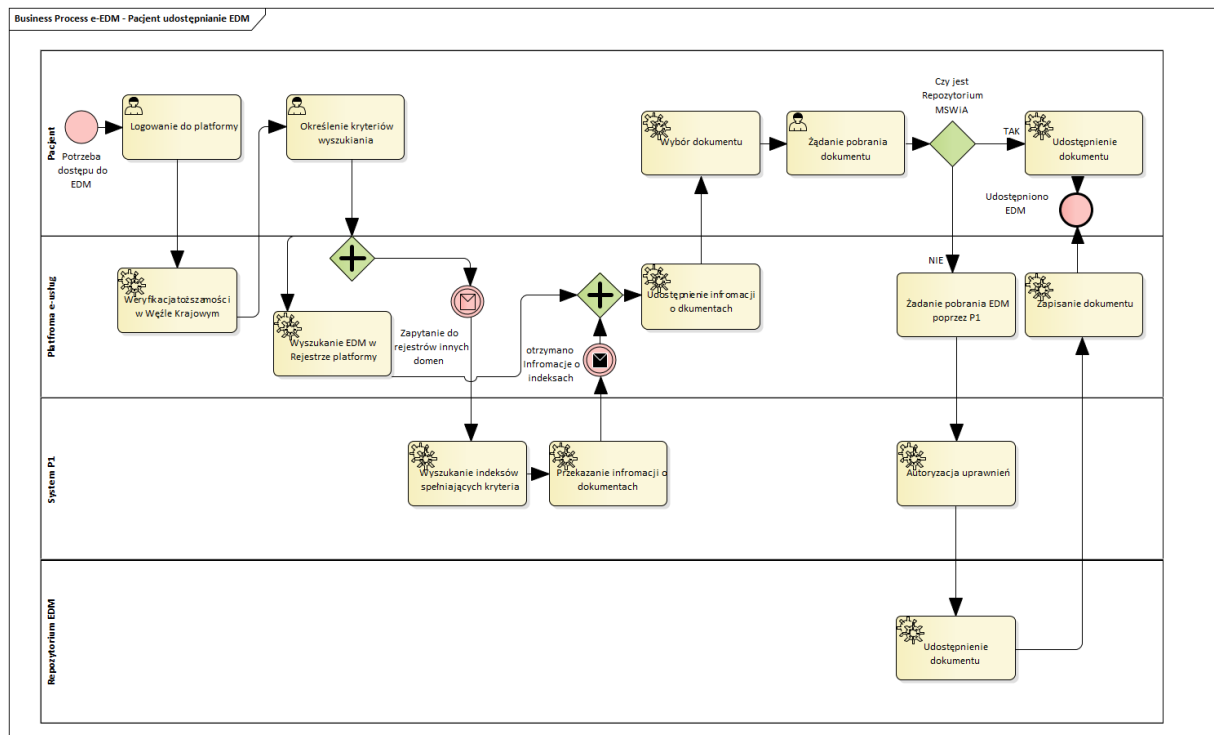 Business Process e-EDM - Pacjent udostępnianie EDM
Pacjent
Potrzeba
dostępu do
EDM
Logowanie do platformy
Określenie kryteriów
wyszukiania
Wybór dokumentu
Żądanie pobrania
dokumentu
Czy jest
Repozytorium
MSWiA
TAK
Udostępnienie
dokumentu
Udostępniono
EDM
Platfroma e-usług
Weryfikacja tożsamości
w Węźle Krajowym
Wyszukanie EDM w
Rejestrze platformy
Zapytanie do
rejestrów innych
domen
otrzymano
Infromacje o
indeksach
Udostępnienie infromacji
o dkumentach
NIE
Żadanie pobrania EDM
poprzez P1
Zapisanie dokumentu
System P1
Wyszukanie indeksów
spełniających kryteria
Przekazanie infromacji o
dokumentach
Autoryzacja uprawnień
Repozytorium EDM
Udostępnienie
dokumentu